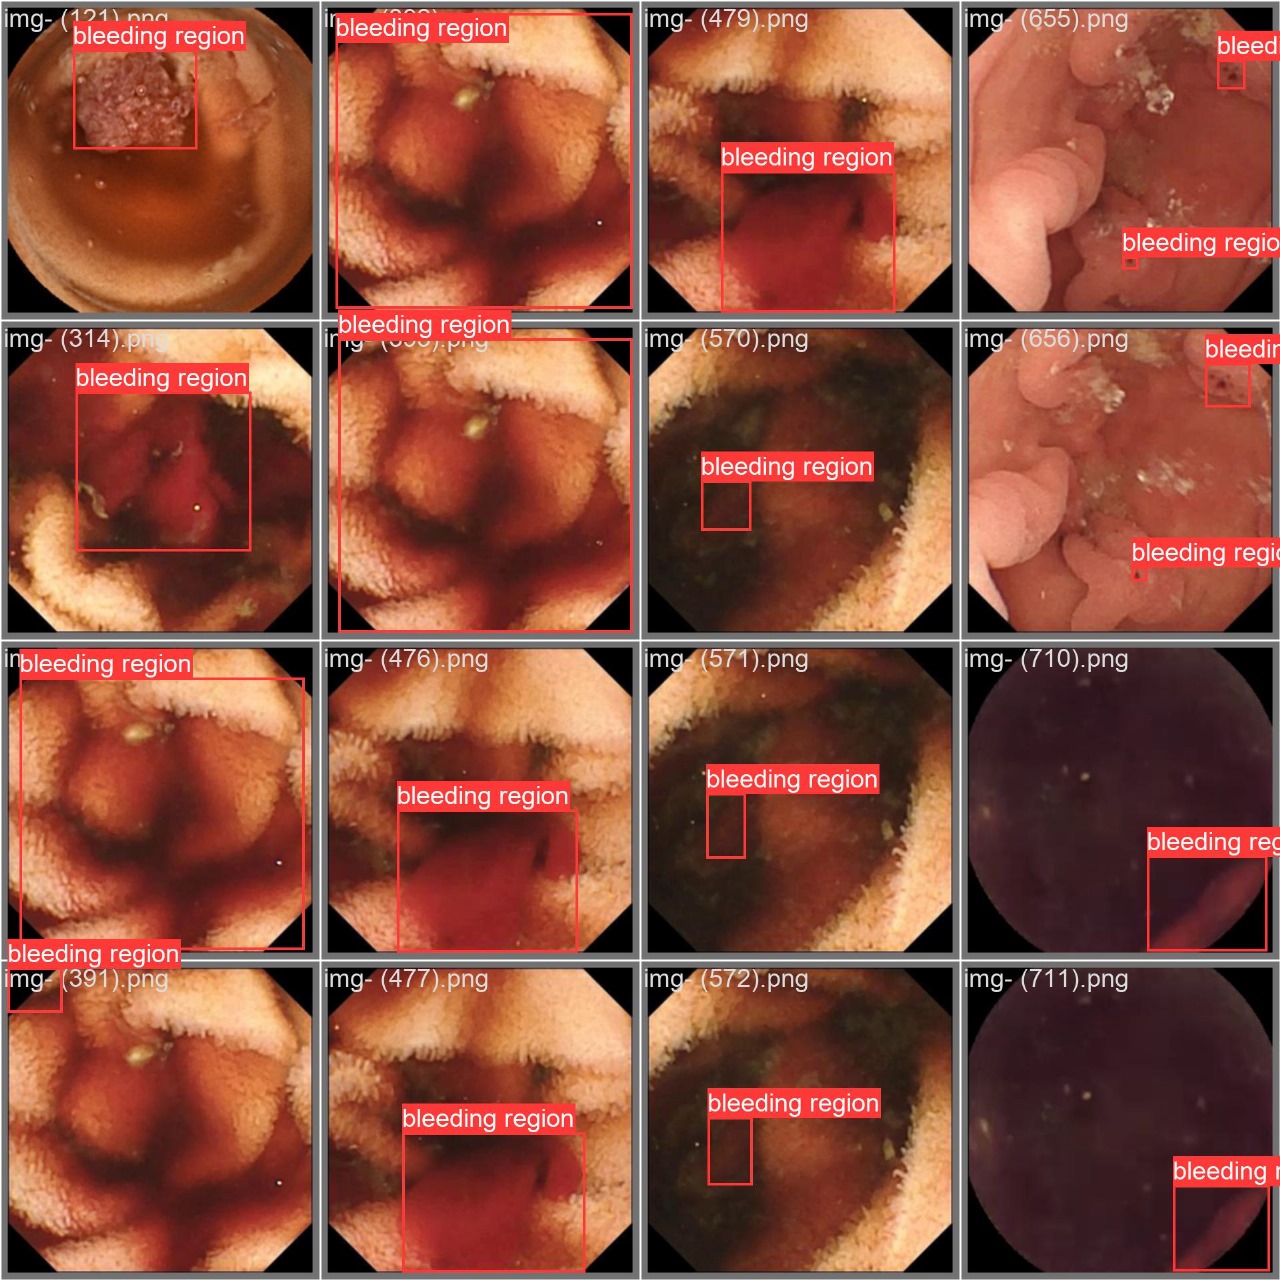 img- (121).png
bleeding region
bleeding region
img- (479).png
bleeding region
img- (655).png
bleed
bleeding regio
img- (314).png
bleeding region
bleeding region
img- (570).png
bleeding region
img- (656).png
bleedin
bleeding regio
bleeding region
img- (476).png
bleeding region
img- (571).png
bleeding region
img- (710).png
bleeding reg
bleeding region
img- (391).png
img- (477).png
bleeding region
img- (572).png
bleeding region
img- (711).png
bleeding r